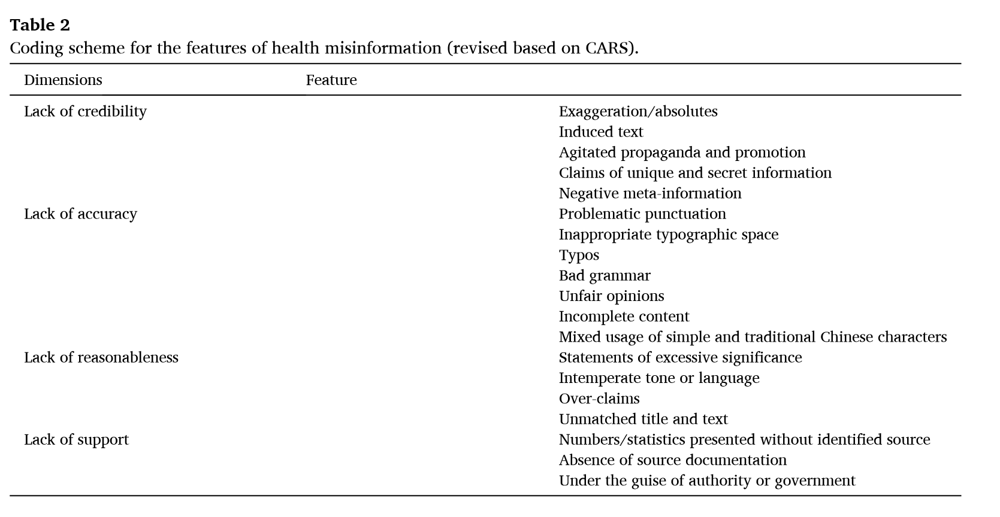 Table 2
Coding scheme for the features of health misinformation (revised based on CARS).
Dimensions Feature
Lack of credibility Exaggeration/absolutes
Induced text
Agitated propaganda and promotion
Claims of unique and secret information
Negative meta-information
Lack of accuracy Problematic punctuation
Inappropriate typographic space
Typos
Bad grammar
Unfair opinions
Incomplete content
Mixed usage of simple and traditional Chinese characters
Lack of reasonableness Statements of excessive significance
Intemperate tone or language
Over-claims
Unmatched title and text
Lack of support Numbers/statistics presented without identified source
Absence of source documentation
Under the guise of authority or government